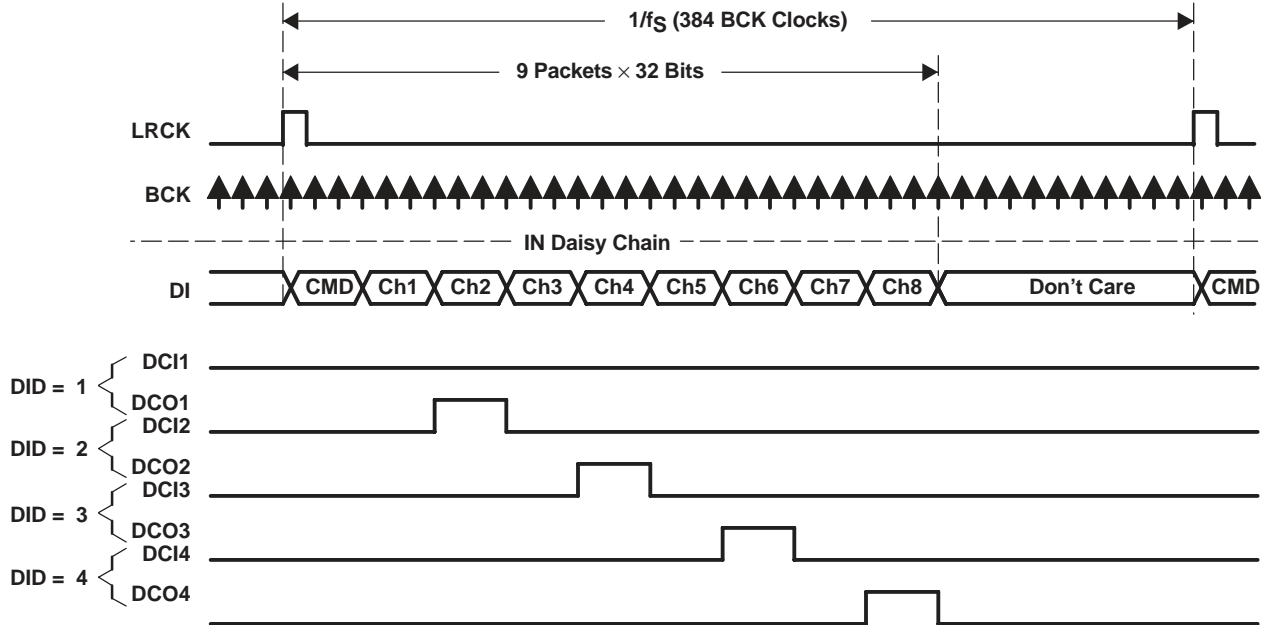 1/fS (384 BCK Clocks)
9 Packets × 32 Bits
LRCK
BCK
IN Daisy Chain
DI CMD Ch1 Ch2 Ch3 Ch4 Ch5 Ch6 Ch7 Ch8 Don't Care CMD
DID = 1
DCI1
DCO1
DID = 2
DCI2
DCO2
DID = 3
DCI3
DCO3
DID = 4
DCI4
DCO4